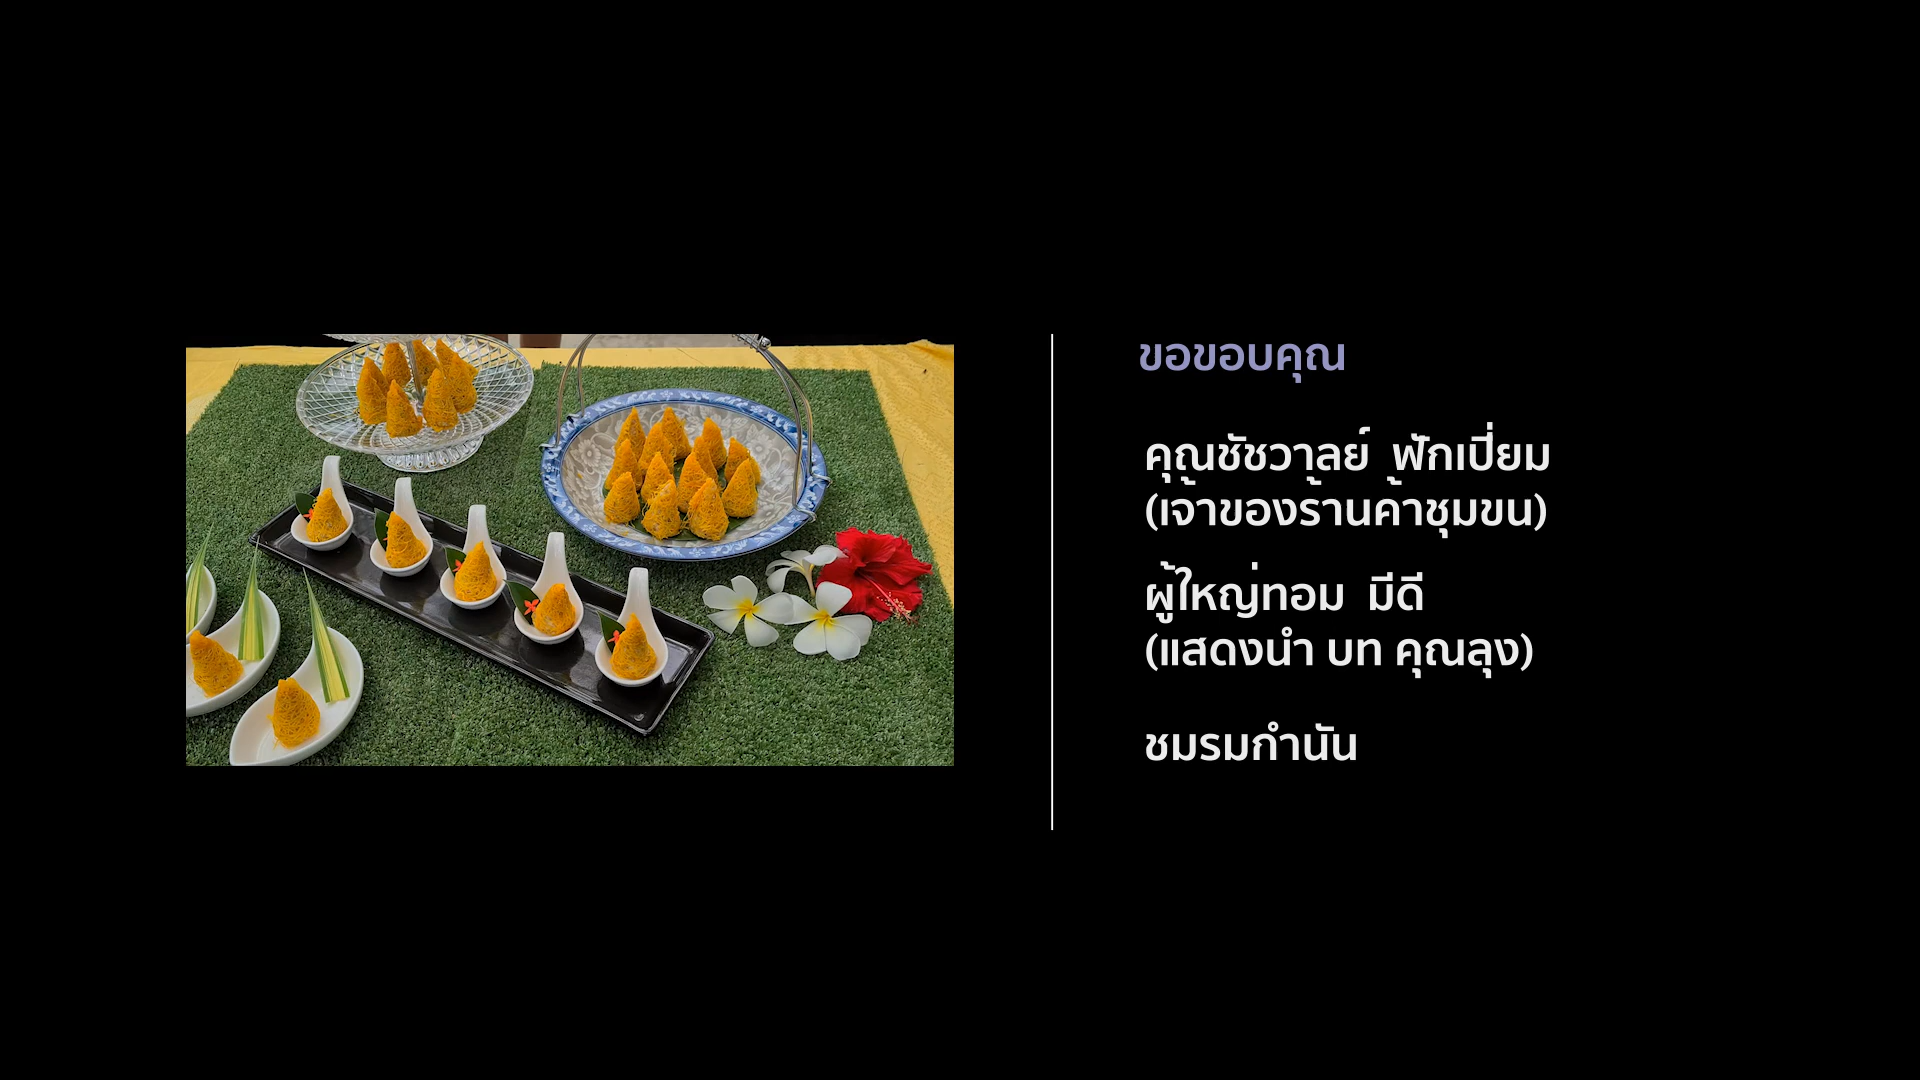 ขอขอบคุณ
คุณชัชวาลย์ ฟักเปี่ยม
(เจ้าของร้านค้าชุมขน)
ผู้ใหญ่ทอม มีดี
(แสดงนำ บท คุณลุง)
ชมรมกำนัน